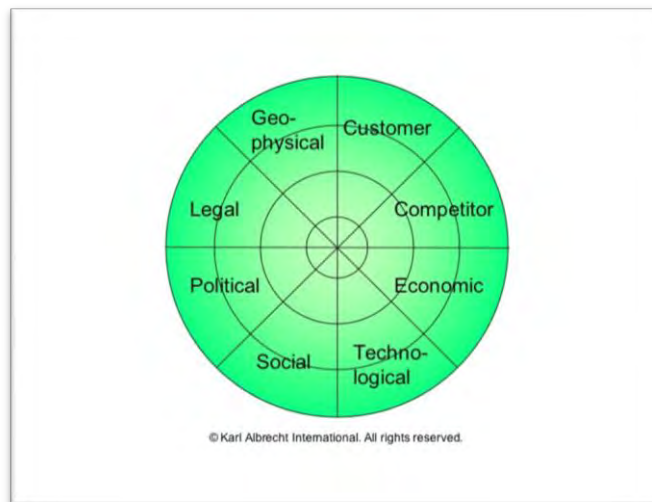 Geo-
physical
Customer
Legal
Competitor
Political
Economic
Social
Techno-
logical
© Karl Albrecht International. All rights reserved.